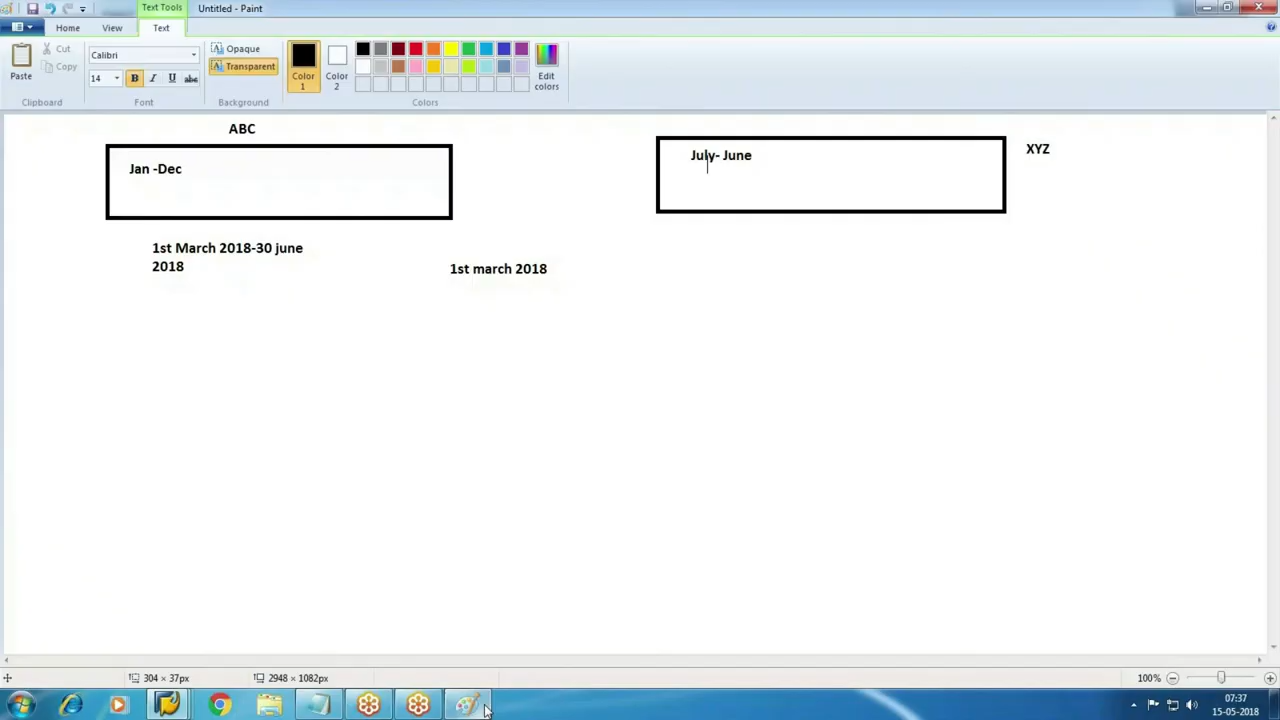 Text Tools
Untitled - Paint
Home
View
Text
Paste
Cut
Copy
Clipboard
Calibri
14
B
I
U
abc
Font
Opaque
Transparent
Background
Color 1
Color 2
Edit colors
Colors
ABC
Jan -Dec
July- June
XYZ
1st March 2018-30 june
2018
1st march 2018
304 × 37px
2948 × 1082px
100%
07:37
15-05-2018